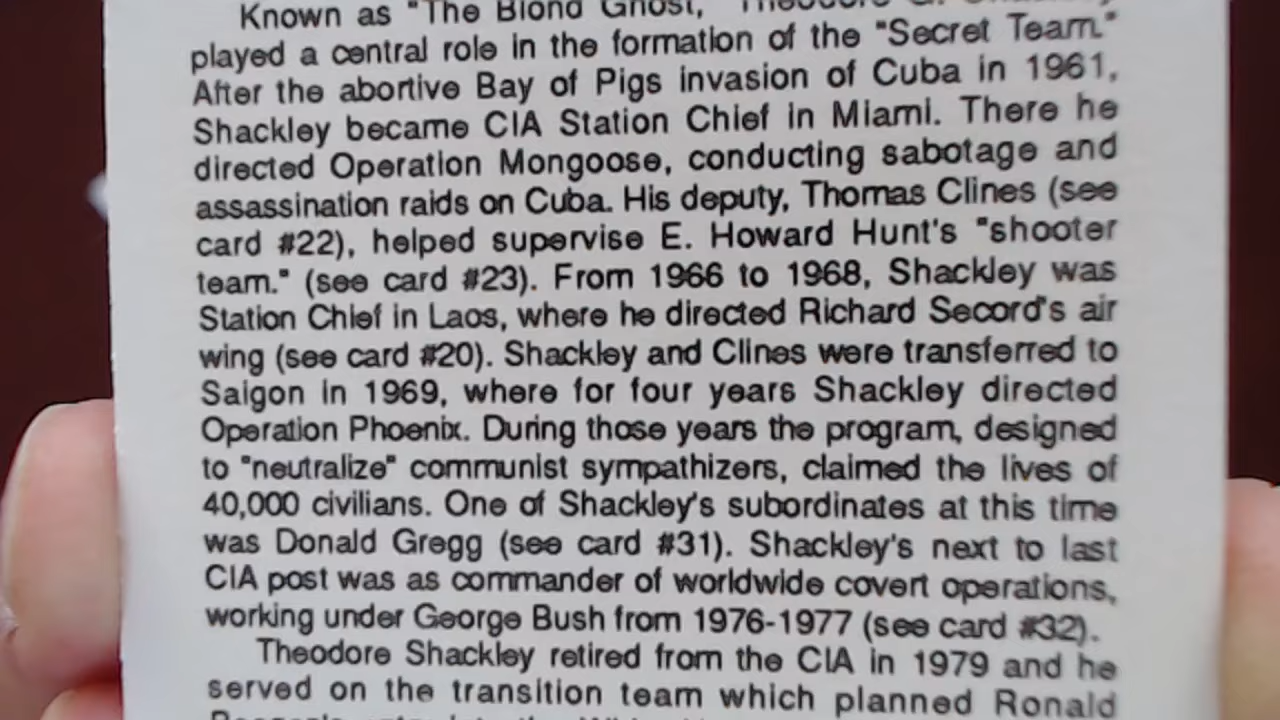 Known as "The Blond Ghost," Theodore G. Shackley
played a central role in the formation of the "Secret Team."
After the abortive Bay of Pigs invasion of Cuba in 1961,
Shackley became CIA Station Chief in Miami. There he
directed Operation Mongoose, conducting sabotage and
assassination raids on Cuba. His deputy, Thomas Clines (see
card #22), helped supervise E. Howard Hunt's "shooter
team." (see card #23). From 1966 to 1968, Shackley was
Station Chief in Laos, where he directed Richard Secord's air
wing (see card #20). Shackley and Clines were transferred to
Saigon in 1969, where for four years Shackley directed
Operation Phoenix. During those years the program, designed
to "neutralize" communist sympathizers, claimed the lives of
40,000 civilians. One of Shackley's subordinates at this time
was Donald Gregg (see card #31). Shackley's next to last
CIA post was as commander of worldwide covert operations,
working under George Bush from 1976-1977 (see card #32).
Theodore Shackley retired from the CIA in 1979 and he
served on the transition team which planned Ronald